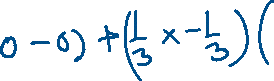 0 - 0) + (1/3 × -1/3) (